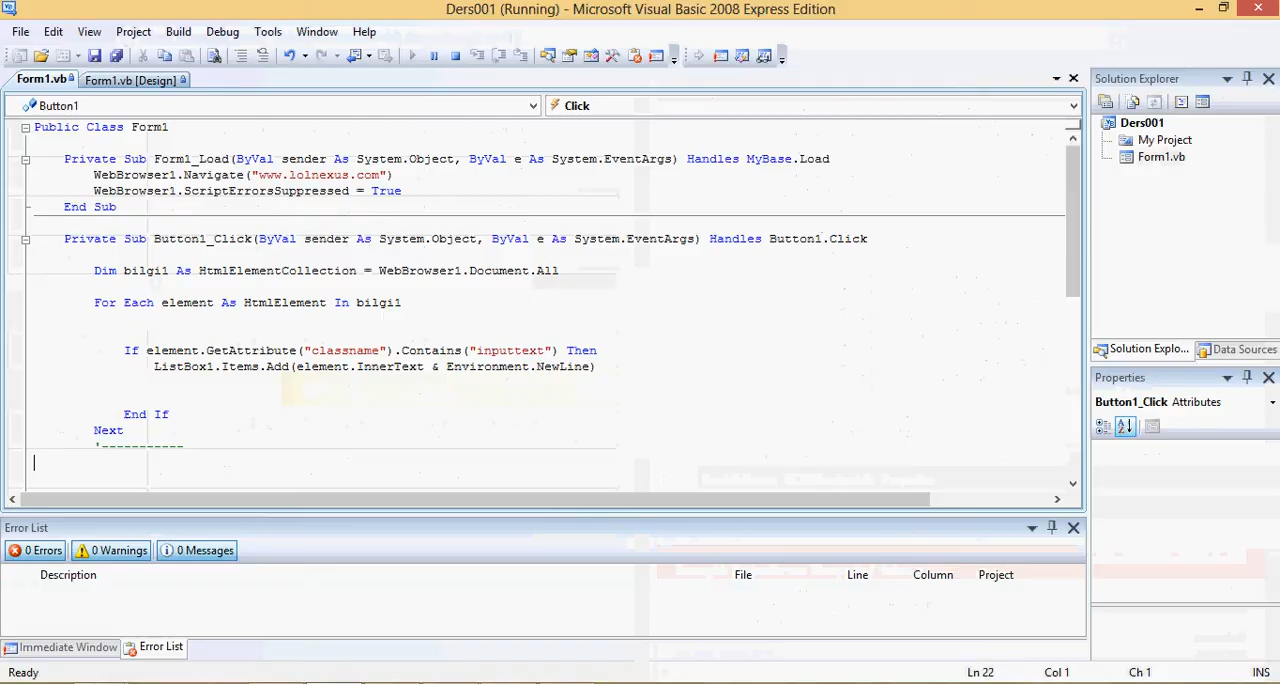 Ders001 (Running) - Microsoft Visual Basic 2008 Express Edition
File Edit View Project Build Debug Tools Window Help
Form1.vb Form1.vb [Design]
Button1 Click
Public Class Form1
Private Sub Form1_Load(ByVal sender As System.Object, ByVal e As System.EventArgs) Handles MyBase.Load
WebBrowser1.Navigate("www.lolnexus.com")
WebBrowser1.ScriptErrorsSuppressed = True
End Sub
Private Sub Button1_Click(ByVal sender As System.Object, ByVal e As System.EventArgs) Handles Button1.Click
Dim bilgi1 As HtmlElementCollection = WebBrowser1.Document.All
For Each element As HtmlElement In bilgi1
If element.GetAttribute("classname").Contains("inputtext") Then
ListBox1.Items.Add(element.InnerText & Environment.NewLine)
End If
Next
'-----------
Solution Explorer
Ders001
My Project
Form1.vb
Solution Explo... Data Sources
Properties
Button1_Click Attributes
Error List
0 Errors 0 Warnings 0 Messages
Description File Line Column Project
Immediate Window Error List
Ready Ln 22 Col 1 Ch 1 INS